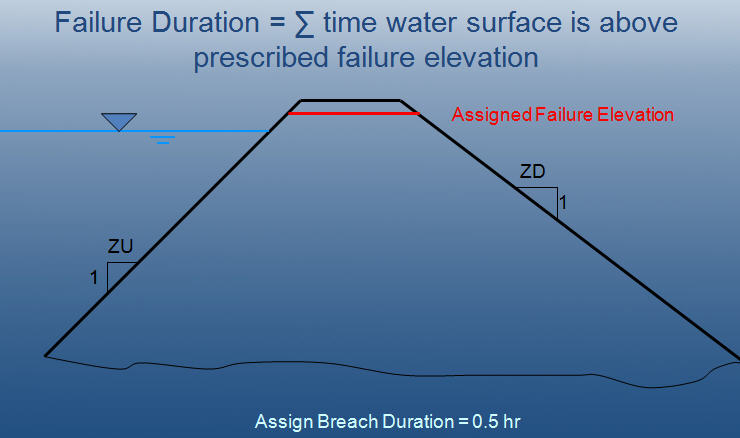 Failure Duration = ∑ time water surface is above
prescribed failure elevation
Assigned Failure Elevation
ZD
1
ZU
1
Assign Breach Duration = 0.5 hr